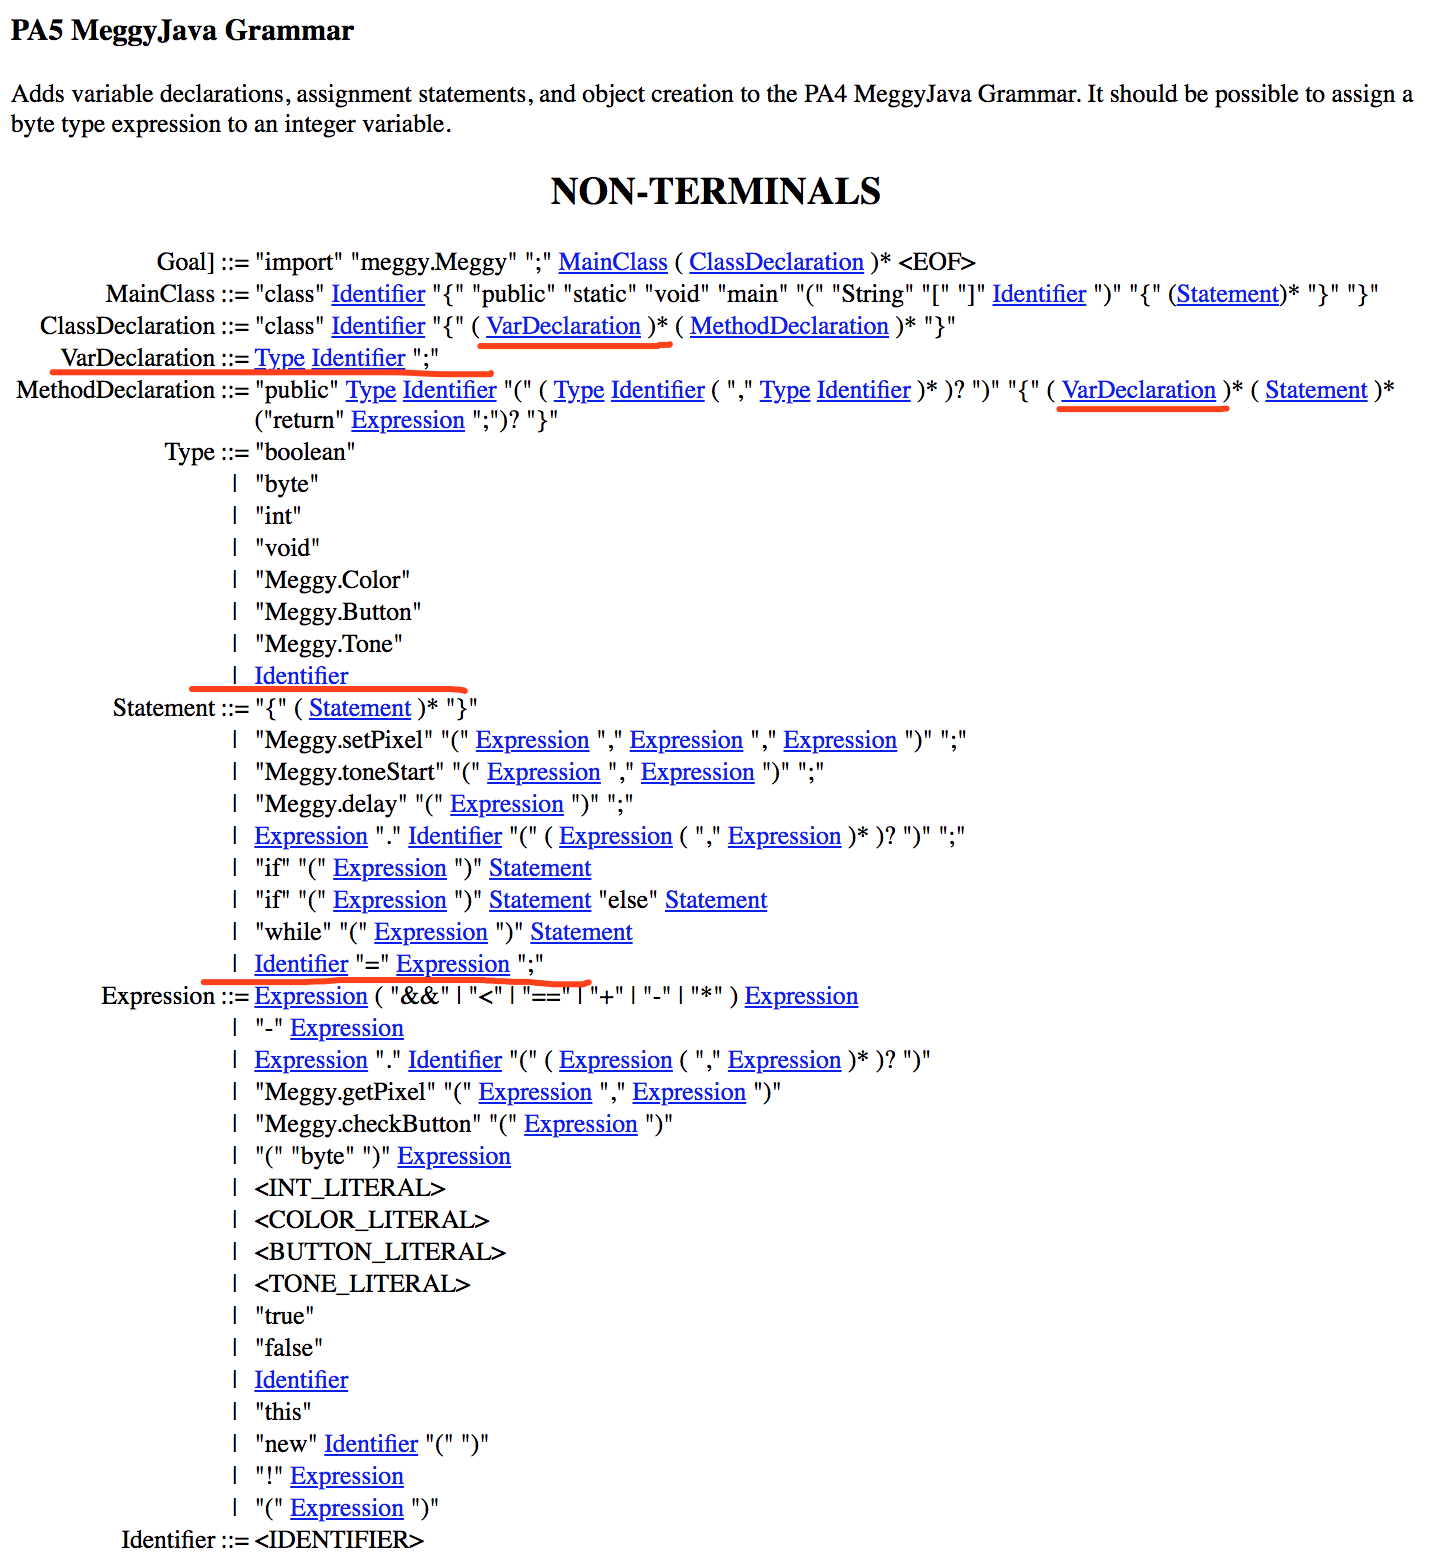 PA5 MeggyJava Grammar
Adds variable declarations, assignment statements, and object creation to the PA4 MeggyJava Grammar. It should be possible to assign a
byte type expression to an integer variable.
NON-TERMINALS
Goal] ::= "import" "meggy.Meggy" ";" MainClass ( ClassDeclaration )* <EOF>
MainClass ::= "class" Identifier "{" "public" "static" "void" "main" "(" "String" "[" "]" Identifier ")" "{" (Statement)* "}" "}"
ClassDeclaration ::= "class" Identifier "{" ( VarDeclaration )* ( MethodDeclaration )* "}"
VarDeclaration ::= Type Identifier ";"
MethodDeclaration ::= "public" Type Identifier "(" ( Type Identifier ( "," Type Identifier )* )? ")" "{" ( VarDeclaration )* ( Statement )*
("return" Expression ";")? "}"
Type ::= "boolean"
| "byte"
| "int"
| "void"
| "Meggy.Color"
| "Meggy.Button"
| "Meggy.Tone"
| Identifier
Statement ::= "{" ( Statement )* "}"
| "Meggy.setPixel" "(" Expression "," Expression "," Expression ")" ";"
| "Meggy.toneStart" "(" Expression "," Expression ")" ";"
| "Meggy.delay" "(" Expression ")" ";"
| Expression "." Identifier "(" ( Expression ( "," Expression )* )? ")" ";"
| "if" "(" Expression ")" Statement
| "if" "(" Expression ")" Statement "else" Statement
| "while" "(" Expression ")" Statement
| Identifier "=" Expression ";"
Expression ::= Expression ( "&&" | "<" | "==" | "+" | "-" | "*" ) Expression
| "-" Expression
| Expression "." Identifier "(" ( Expression ( "," Expression )* )? ")"
| "Meggy.getPixel" "(" Expression "," Expression ")"
| "Meggy.checkButton" "(" Expression ")"
| "(" "byte" ")" Expression
| <INT_LITERAL>
| <COLOR_LITERAL>
| <BUTTON_LITERAL>
| <TONE_LITERAL>
| "true"
| "false"
| Identifier
| "this"
| "new" Identifier "(" ")"
| "!" Expression
| "(" Expression ")"
Identifier ::= <IDENTIFIER>